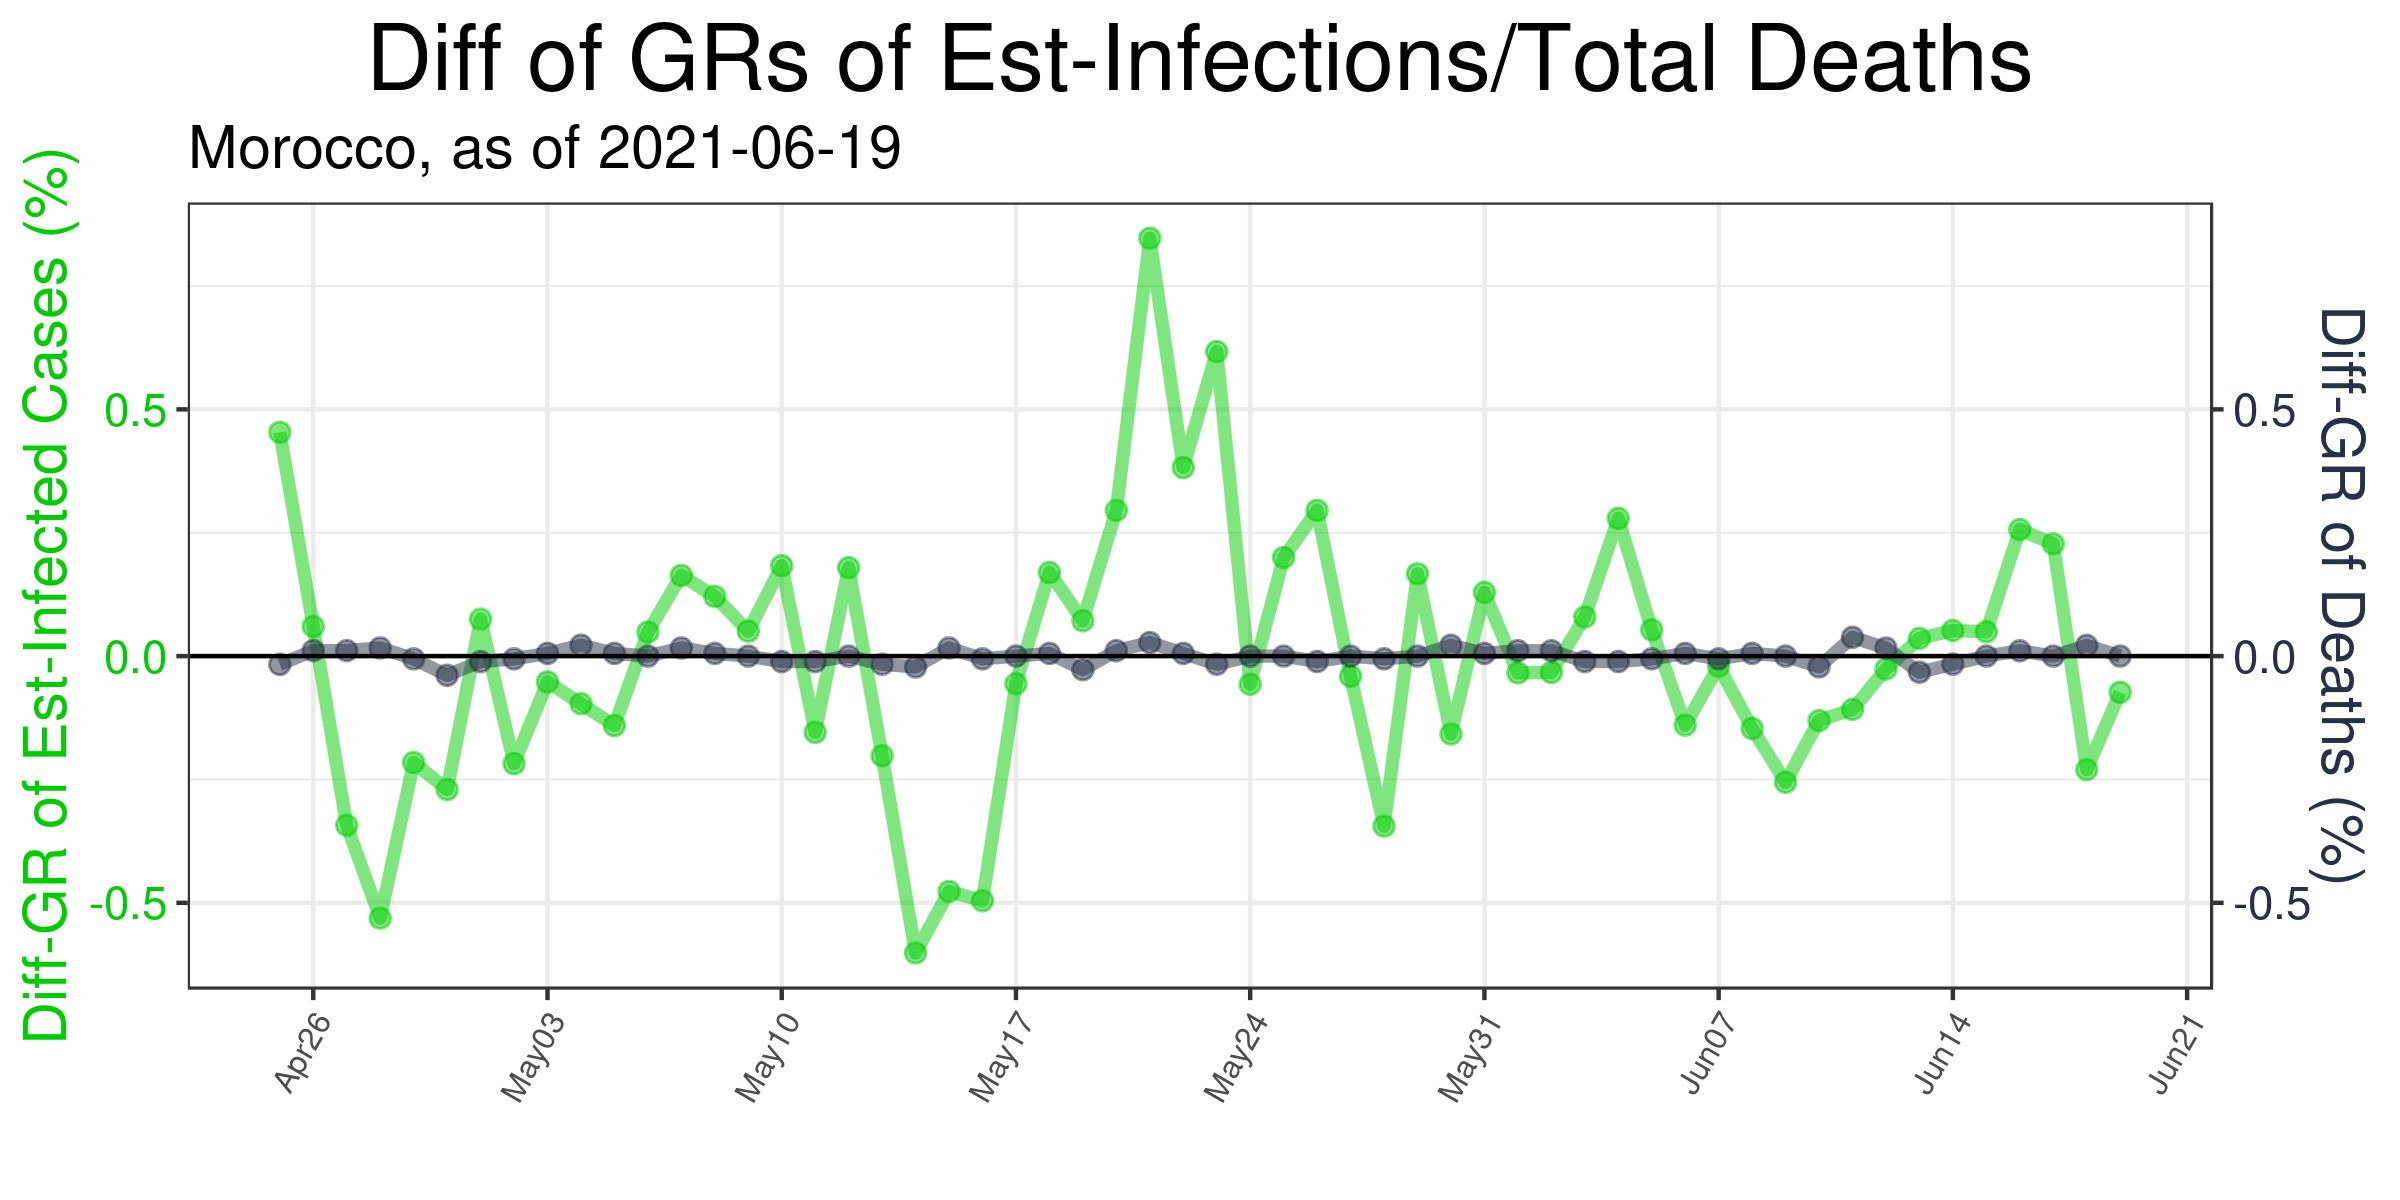 Diff of GRs of Est-Infections/Total Deaths
Morocco, as of 2021-06-19
Diff-GR of Est-Infected Cases (%)
0.5
0.0
-0.5
0.5
0.0
-0.5
Diff-GR of Deaths (%)
Apr26
May03
May10
May17
May24
May31
Jun07
Jun14
Jun21